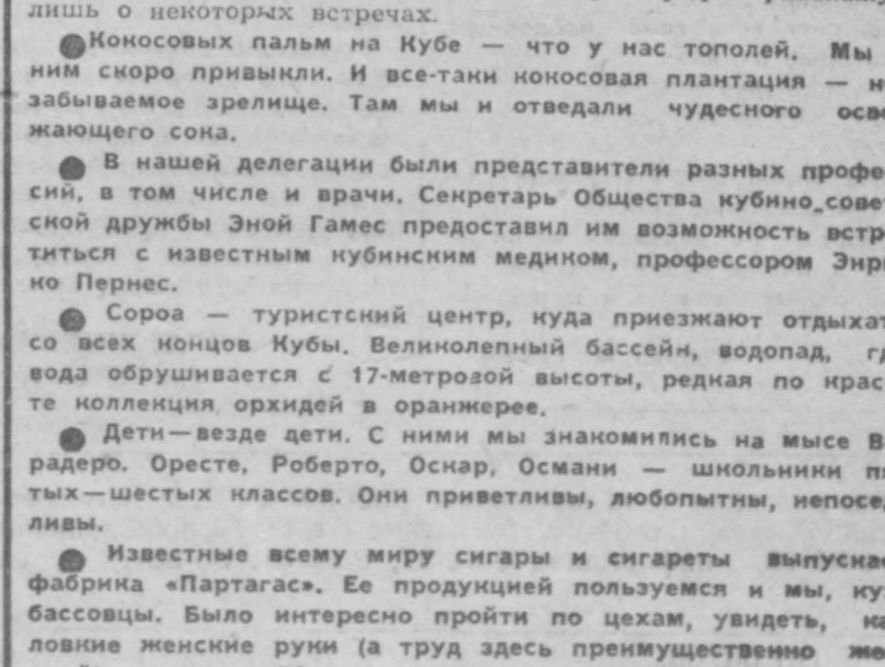 лишь о некоторых встречах.
● Кокосовых пальм на Кубе — что у нас тополей. Мы
ним скоро привыкли. И все-таки кокосовая плантация — н
забываемое зрелище. Там мы и отведали чудесного осве
жающего сока.
● В нашей делегации были представители разных профе
сий, в том числе и врачи. Секретарь Общества кубино-совет
ской дружбы Эной Гамес предоставил им возможность встре
титься с известным кубинским медиком, профессором Энри
ко Пернес.
● Сороа — туристский центр, куда приезжают отдыхат
со всех концов Кубы. Великолепный бассейн, водопад, гд
вода обрушивается с 17-метровой высоты, редкая по крас
те коллекция орхидей в оранжерее.
● Дети — везде дети. С ними мы знакомились на мысе В
радеро. Оресте, Роберто, Оскар, Османи — школьники пя
тых — шестых классов. Они приветливы, любопытны, непосе
ливы.
● Известные всему миру сигары и сигареты выпускае
фабрика «Партагас». Ее продукцией пользуемся и мы, куз
бассовцы. Было интересно пройти по цехам, увидеть, ка
ловкие женские руки (а труд здесь преимущественно же